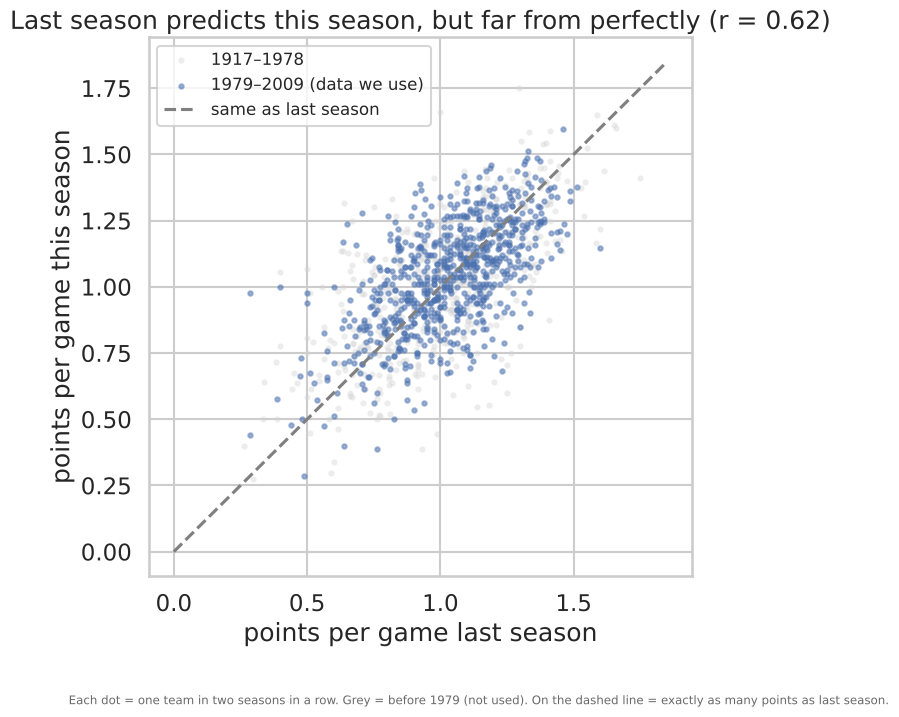 Last season predicts this season, but far from perfectly (r = 0.62)
1917–1978
1979–2009 (data we use)
same as last season
points per game this season
1.75
1.50
1.25
1.00
0.75
0.50
0.25
0.00
0.0 0.5 1.0 1.5
points per game last season
Each dot = one team in two seasons in a row. Grey = before 1979 (not used). On the dashed line = exactly as many points as last season.